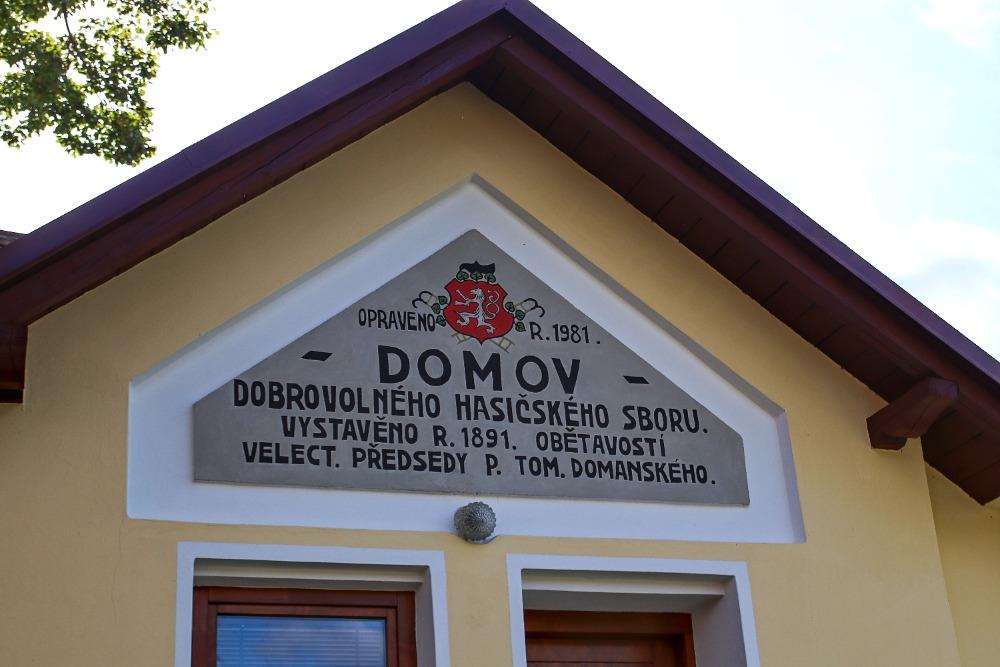 OPRAVENO R. 1981.
DOMOV
DOBROVOLNÉHO HASIČSKÉHO SBORU.
VYSTAVĚNO R. 1891. OBĚTAVOSTÍ
VELECT. PŘEDSEDY P. TOM. DOMANSKÉHO.